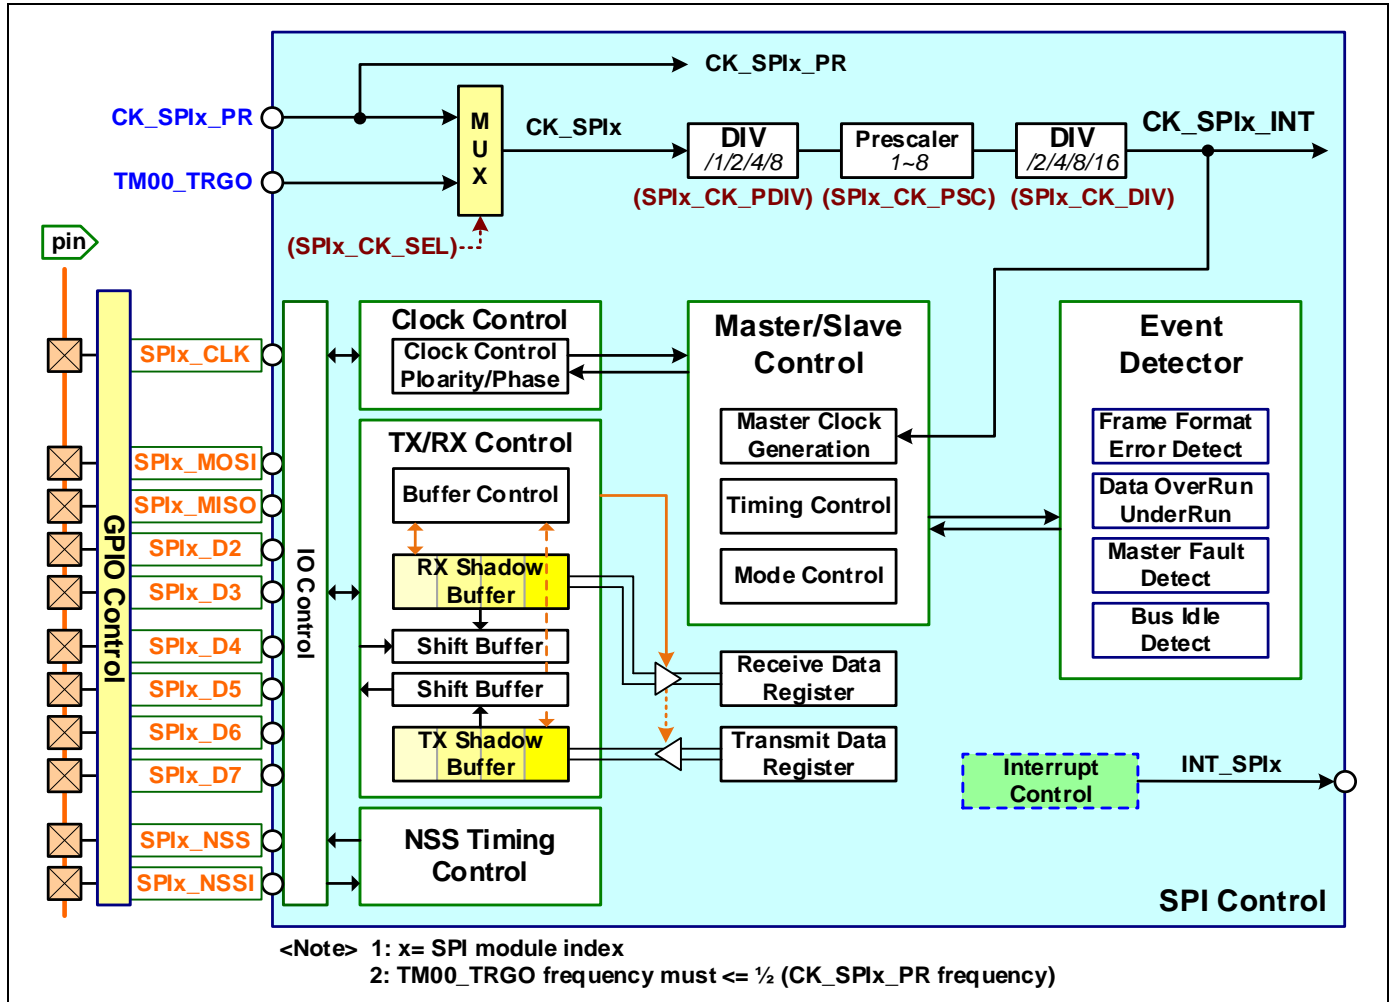 CK_SPIx_PR
CK_SPIx_PR
TM00_TRGO
MUX
CK_SPIx
DIV
/1/2/4/8
Prescaler
1~8
DIV
/2/4/8/16
CK_SPIx_INT
(SPIx_CK_PDIV)
(SPIx_CK_PSC)
(SPIx_CK_DIV)
(SPIx_CK_SEL)
pin
GPIO Control
SPIx_CLK
SPIx_MOSI
SPIx_MISO
SPIx_D2
SPIx_D3
SPIx_D4
SPIx_D5
SPIx_D6
SPIx_D7
SPIx_NSS
SPIx_NSSI
IO Control
Clock Control
Clock Control
Ploarity/Phase
TX/RX Control
Buffer Control
RX Shadow
Buffer
Shift Buffer
Shift Buffer
TX Shadow
Buffer
NSS Timing
Control
Master/Slave
Control
Master Clock
Generation
Timing Control
Mode Control
Receive Data
Register
Transmit Data
Register
Event
Detector
Frame Format
Error Detect
Data OverRun
UnderRun
Master Fault
Detect
Bus Idle
Detect
Interrupt
Control
INT_SPIx
SPI Control
<Note> 1: x= SPI module index
2: TM00_TRGO frequency must <= ½ (CK_SPIx_PR frequency)